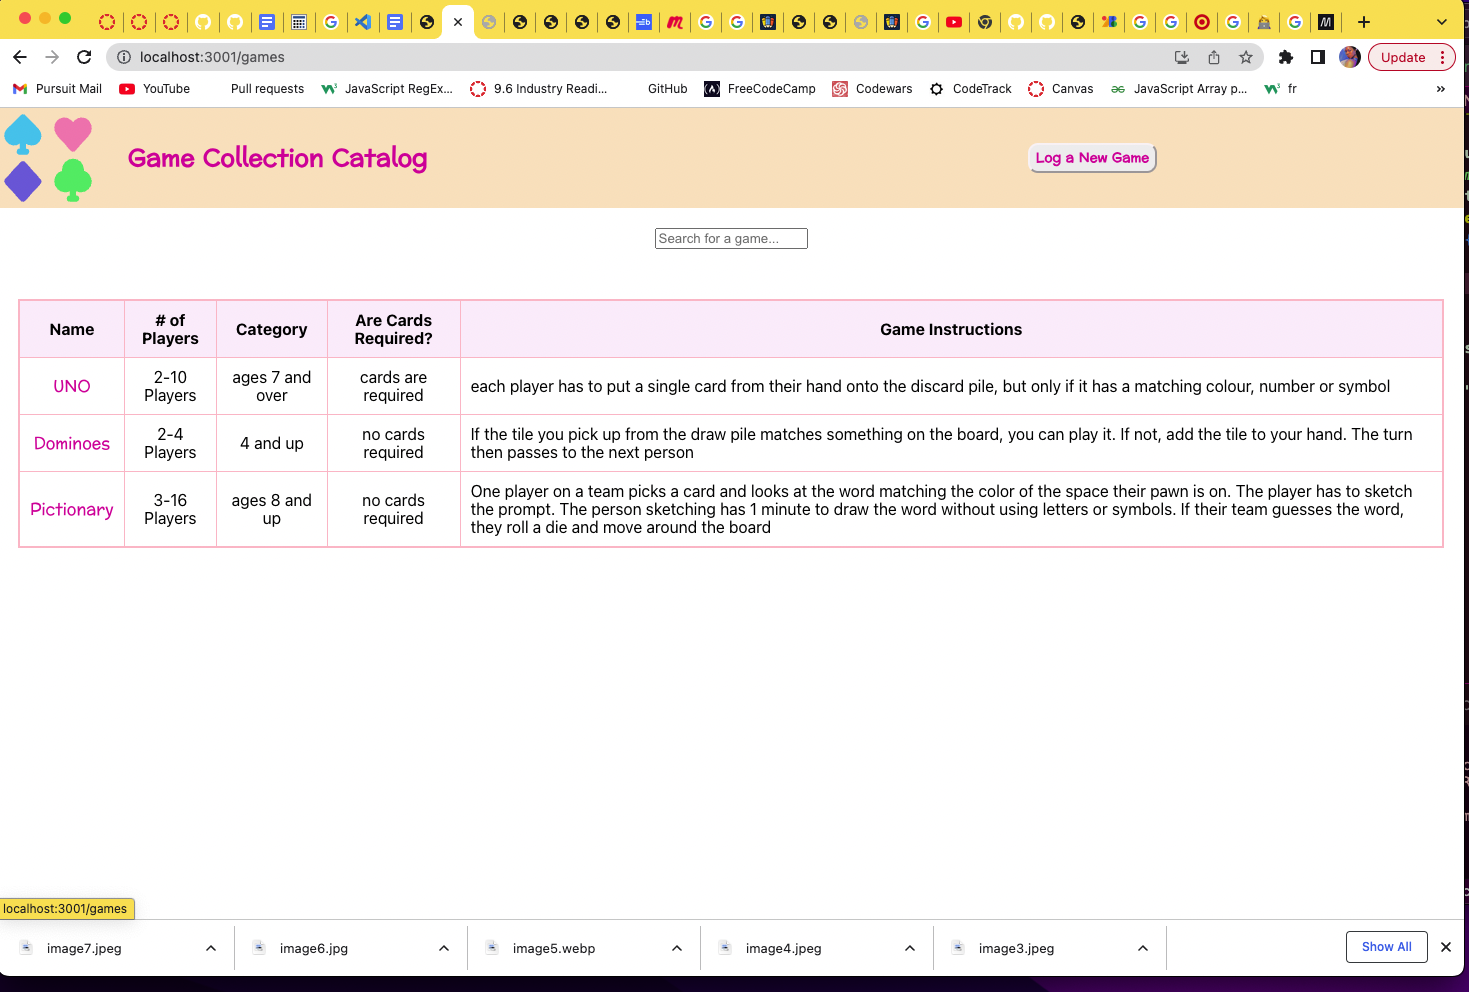 localhost:3001/games
Update
Pursuit Mail
YouTube
Pull requests
JavaScript RegEx...
9.6 Industry Readi...
GitHub
FreeCodeCamp
Codewars
CodeTrack
Canvas
JavaScript Array p...
fr
Game Collection Catalog
Log a New Game
Search for a game...
Name
# of
Players
Category
Are Cards
Required?
Game Instructions
UNO
2-10
Players
ages 7 and
over
cards are
required
each player has to put a single card from their hand onto the discard pile, but only if it has a matching colour, number or symbol
Dominoes
2-4
Players
4 and up
no cards
required
If the tile you pick up from the draw pile matches something on the board, you can play it. If not, add the tile to your hand. The turn
then passes to the next person
Pictionary
3-16
Players
ages 8 and
up
no cards
required
One player on a team picks a card and looks at the word matching the color of the space their pawn is on. The player has to sketch
the prompt. The person sketching has 1 minute to draw the word without using letters or symbols. If their team guesses the word,
they roll a die and move around the board
localhost:3001/games
image7.jpeg
image6.jpg
image5.webp
image4.jpeg
image3.jpeg
Show All